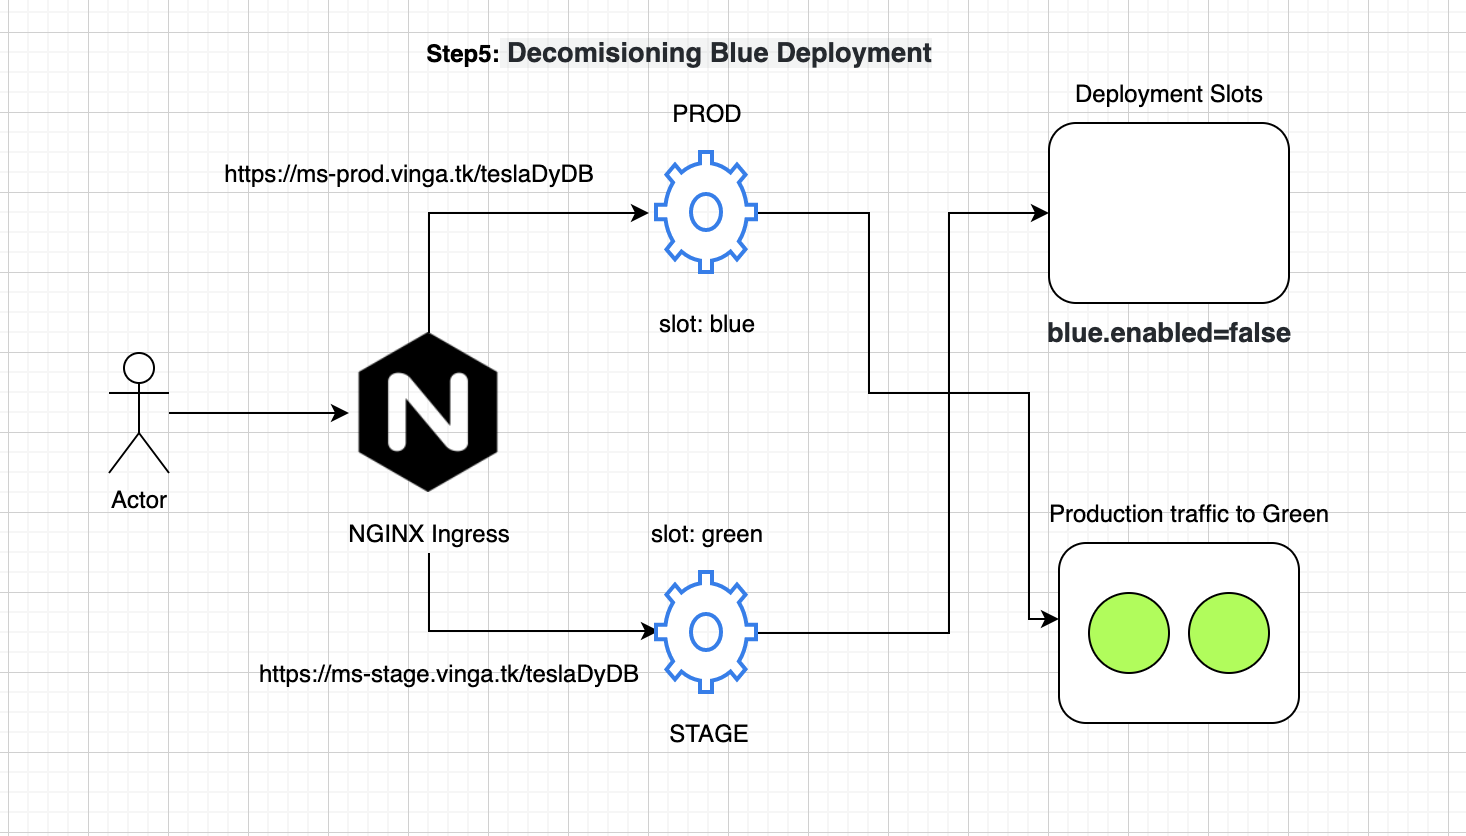 Step5: Decomisioning Blue Deployment
PROD
Deployment Slots
https://ms-prod.vinga.tk/teslaDyDB
slot: blue
blue.enabled=false
N
Actor
NGINX Ingress
slot: green
Production traffic to Green
https://ms-stage.vinga.tk/teslaDyDB
STAGE